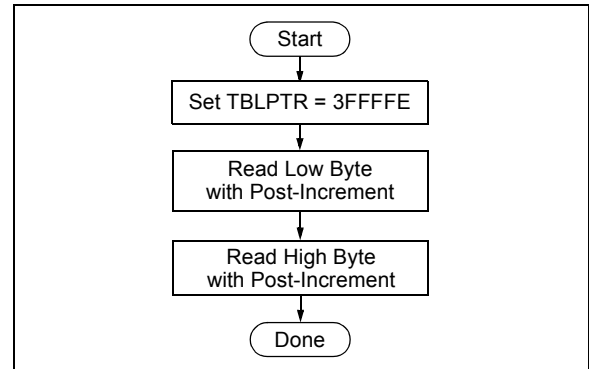 Start
Set TBLPTR = 3FFFFE
Read Low Byte
with Post-Increment
Read High Byte
with Post-Increment
Done